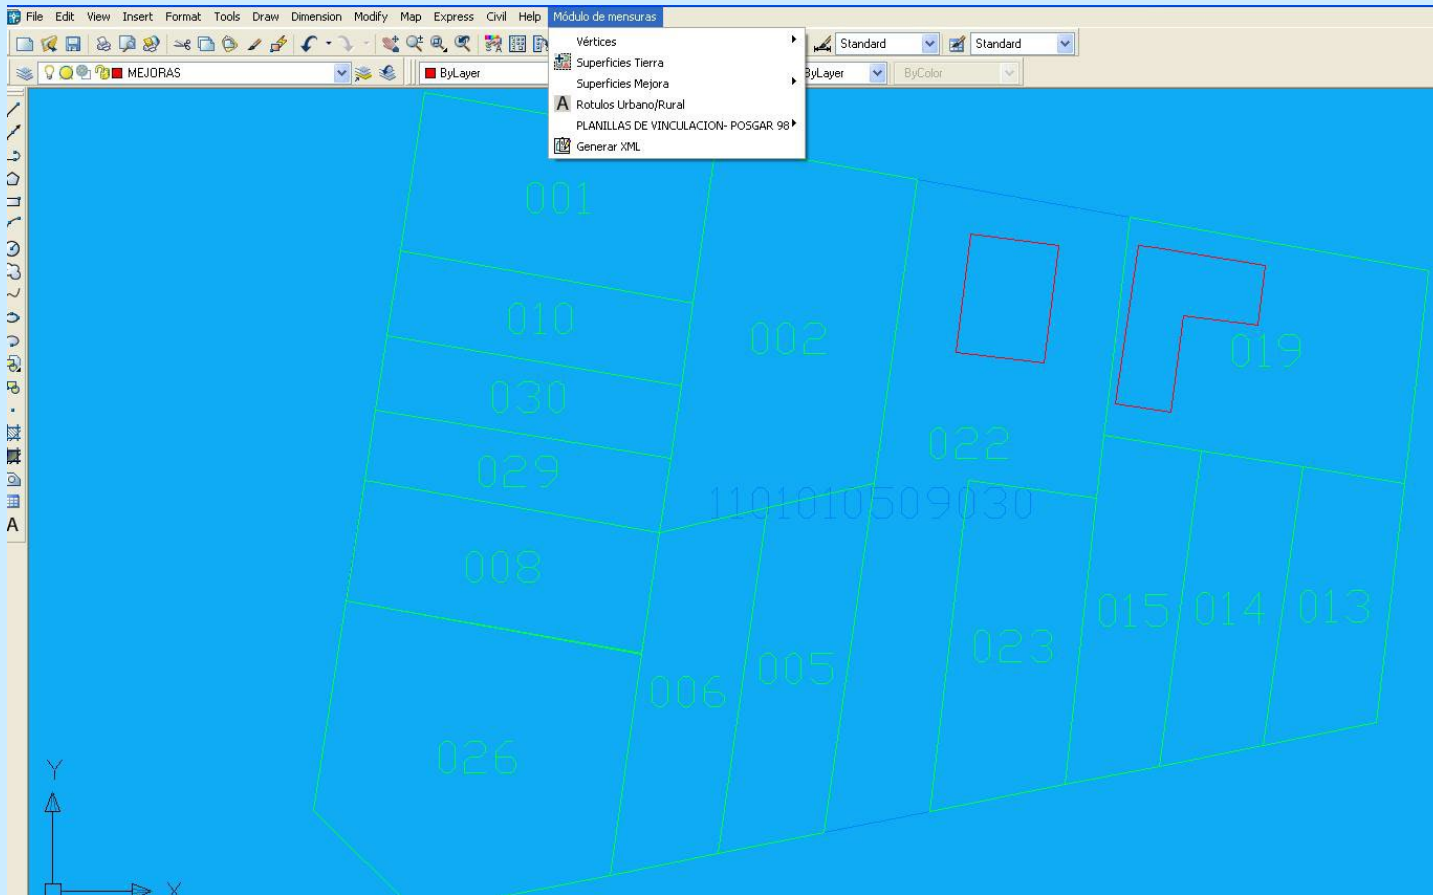 File Edit View Insert Format Tools Draw Dimension Modify Map Express Civil Help Módulo de mensuras
Standard Standard
MEJORAS ByLayer ByLayer ByColor
Vértices
Superficies Tierra
Superficies Mejora
A Rotulos Urbano/Rural
PLANILLAS DE VINCULACION- POSGAR 98
Generar XML
A
001
010
002
019
030
022
029
1101010509030
008
015 014 013
023
005
006
026
Y
X